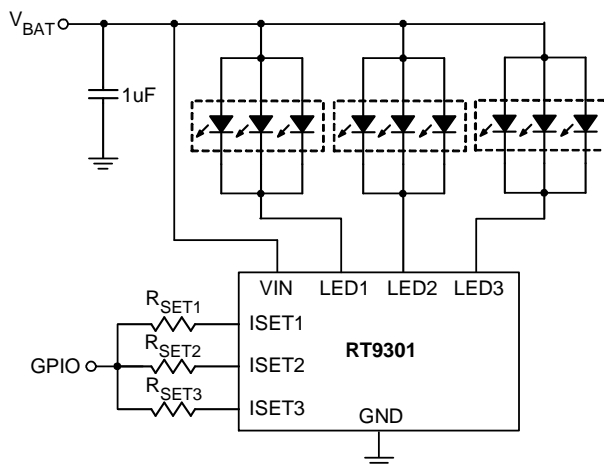 VBAT
1uF
VIN LED1 LED2 LED3
RSET1
ISET1
RSET2
ISET2
GPIO
RT9301
RSET3
ISET3
GND